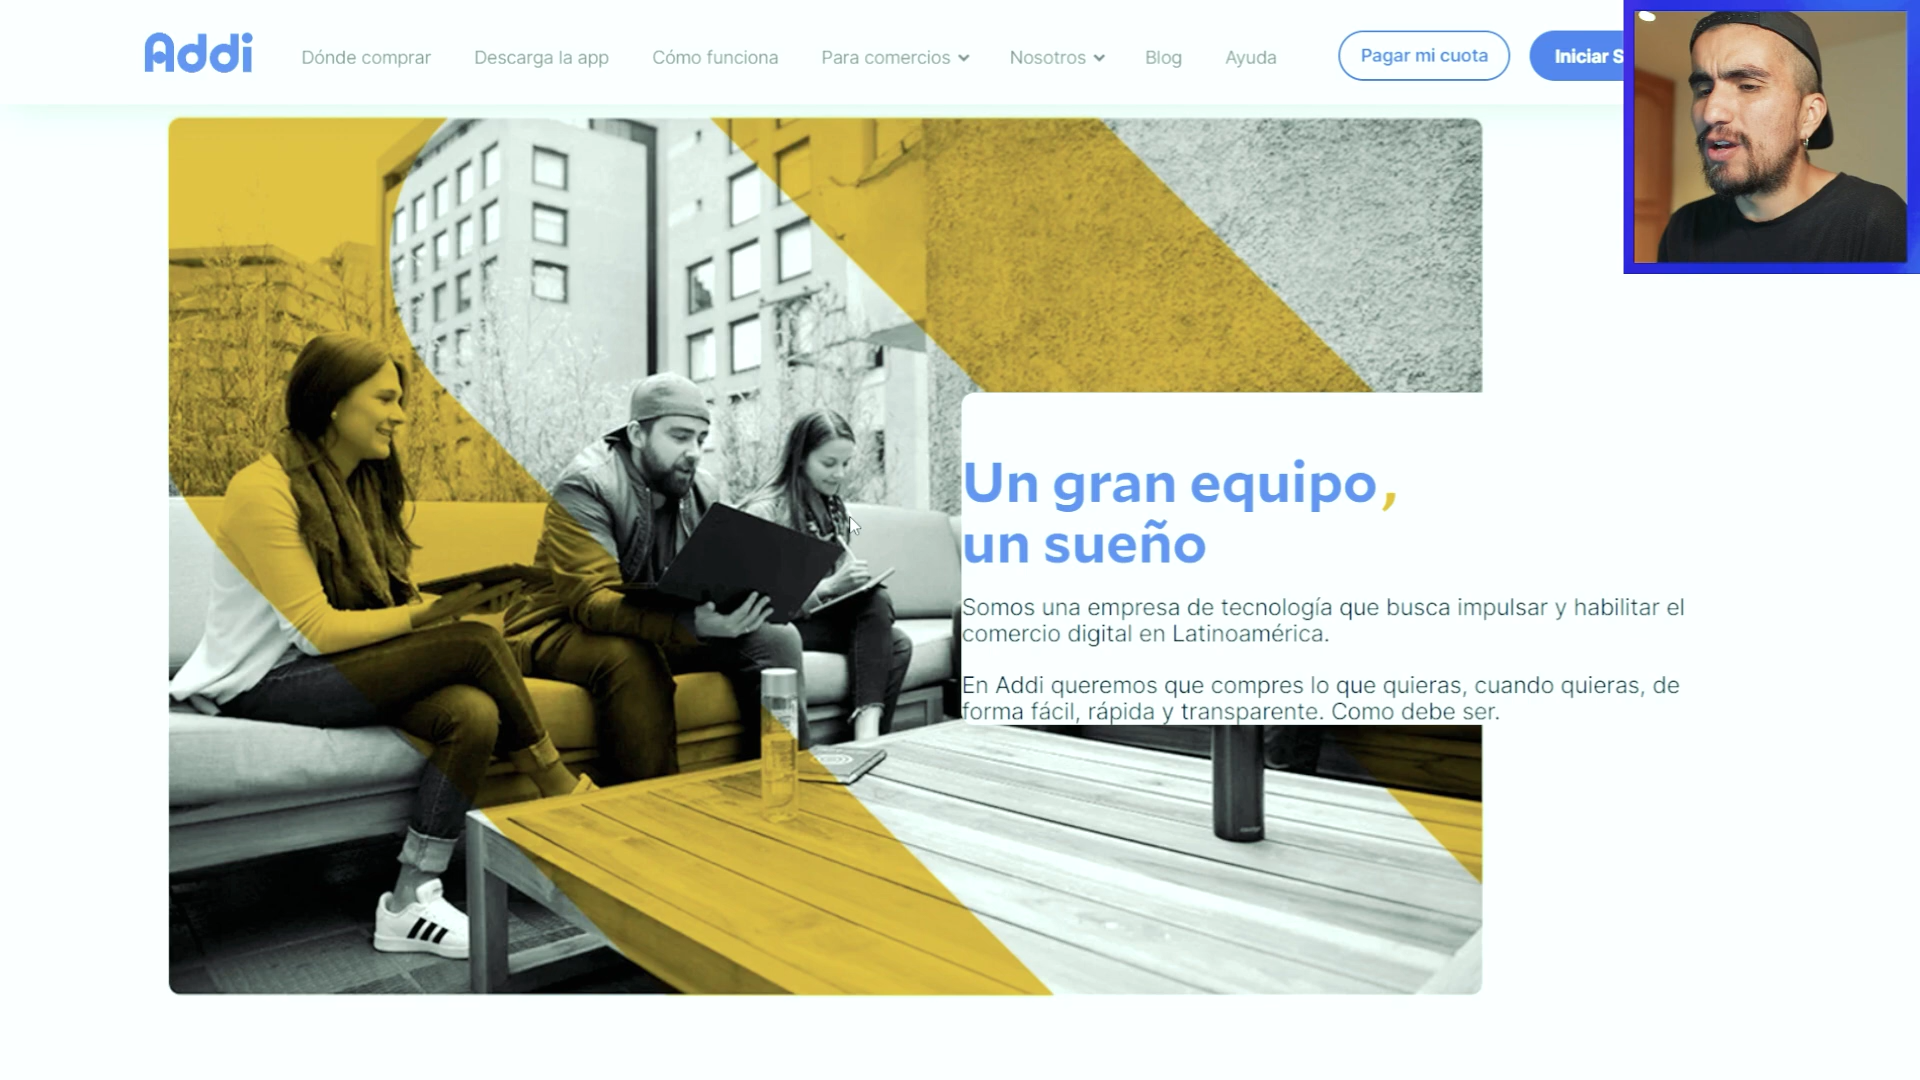 Addi
Dónde comprar
Descarga la app
Cómo funciona
Para comercios
Nosotros
Blog
Ayuda
Pagar mi cuota
Iniciar S
Un gran equipo,
un sueño
Somos una empresa de tecnología que busca impulsar y habilitar el
comercio digital en Latinoamérica.
En Addi queremos que compres lo que quieras, cuando quieras, de
forma fácil, rápida y transparente. Como debe ser.